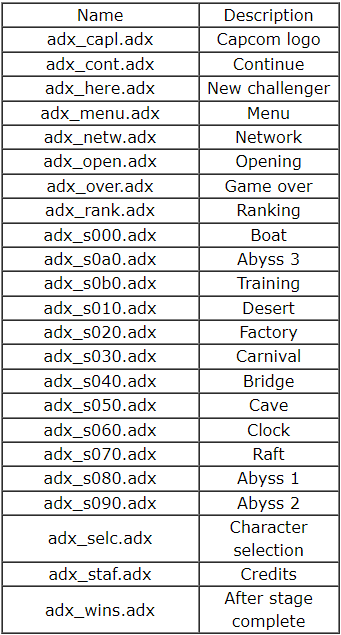 Name Description
adx_capl.adx Capcom logo
adx_cont.adx Continue
adx_here.adx New challenger
adx_menu.adx Menu
adx_netw.adx Network
adx_open.adx Opening
adx_over.adx Game over
adx_rank.adx Ranking
adx_s000.adx Boat
adx_s0a0.adx Abyss 3
adx_s0b0.adx Training
adx_s010.adx Desert
adx_s020.adx Factory
adx_s030.adx Carnival
adx_s040.adx Bridge
adx_s050.adx Cave
adx_s060.adx Clock
adx_s070.adx Raft
adx_s080.adx Abyss 1
adx_s090.adx Abyss 2
adx_selc.adx Character
selection
adx_staf.adx Credits
adx_wins.adx After stage
complete